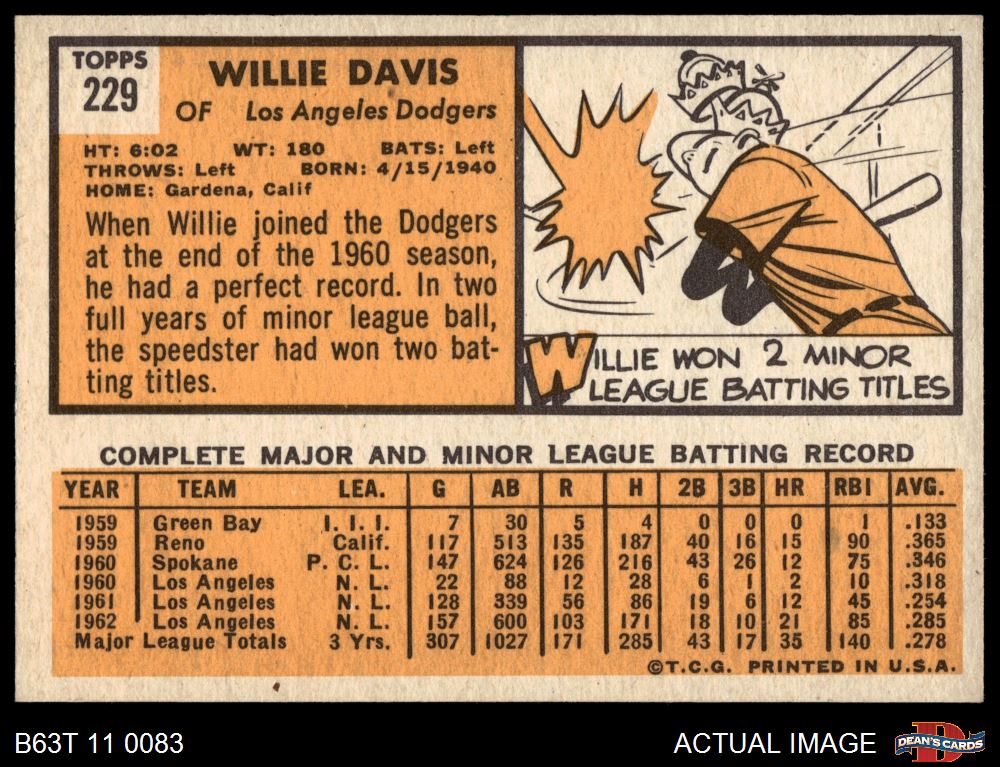 TOPPS
229
WILLIE DAVIS
OF Los Angeles Dodgers
HT: 6:02 WT: 180 BATS: Left
THROWS: Left BORN: 4/15/1940
HOME: Gardena, Calif
When Willie joined the Dodgers
at the end of the 1960 season,
he had a perfect record. In two
full years of minor league ball,
the speedster had won two bat-
ting titles.
WILLIE WON 2 MINOR
LEAGUE BATTING TITLES
COMPLETE MAJOR AND MINOR LEAGUE BATTING RECORD
YEAR TEAM LEA. G AB R H 2B 3B HR RBI AVG.
1959 Green Bay I. I. I. 7 30 5 4 0 0 0 1 .133
1959 Reno Calif. 117 513 135 187 40 16 15 90 .365
1960 Spokane P. C. L. 147 624 126 216 43 26 12 75 .346
1960 Los Angeles N. L. 22 88 12 28 6 1 2 10 .318
1961 Los Angeles N. L. 128 339 56 86 19 6 12 45 .254
1962 Los Angeles N. L. 157 600 103 171 18 10 21 85 .285
Major League Totals 3 Yrs. 307 1027 171 285 43 17 35 140 .278
©T.C.G. PRINTED IN U.S.A.
B63T 11 0083 ACTUAL IMAGE
D
DEAN'S CARDS